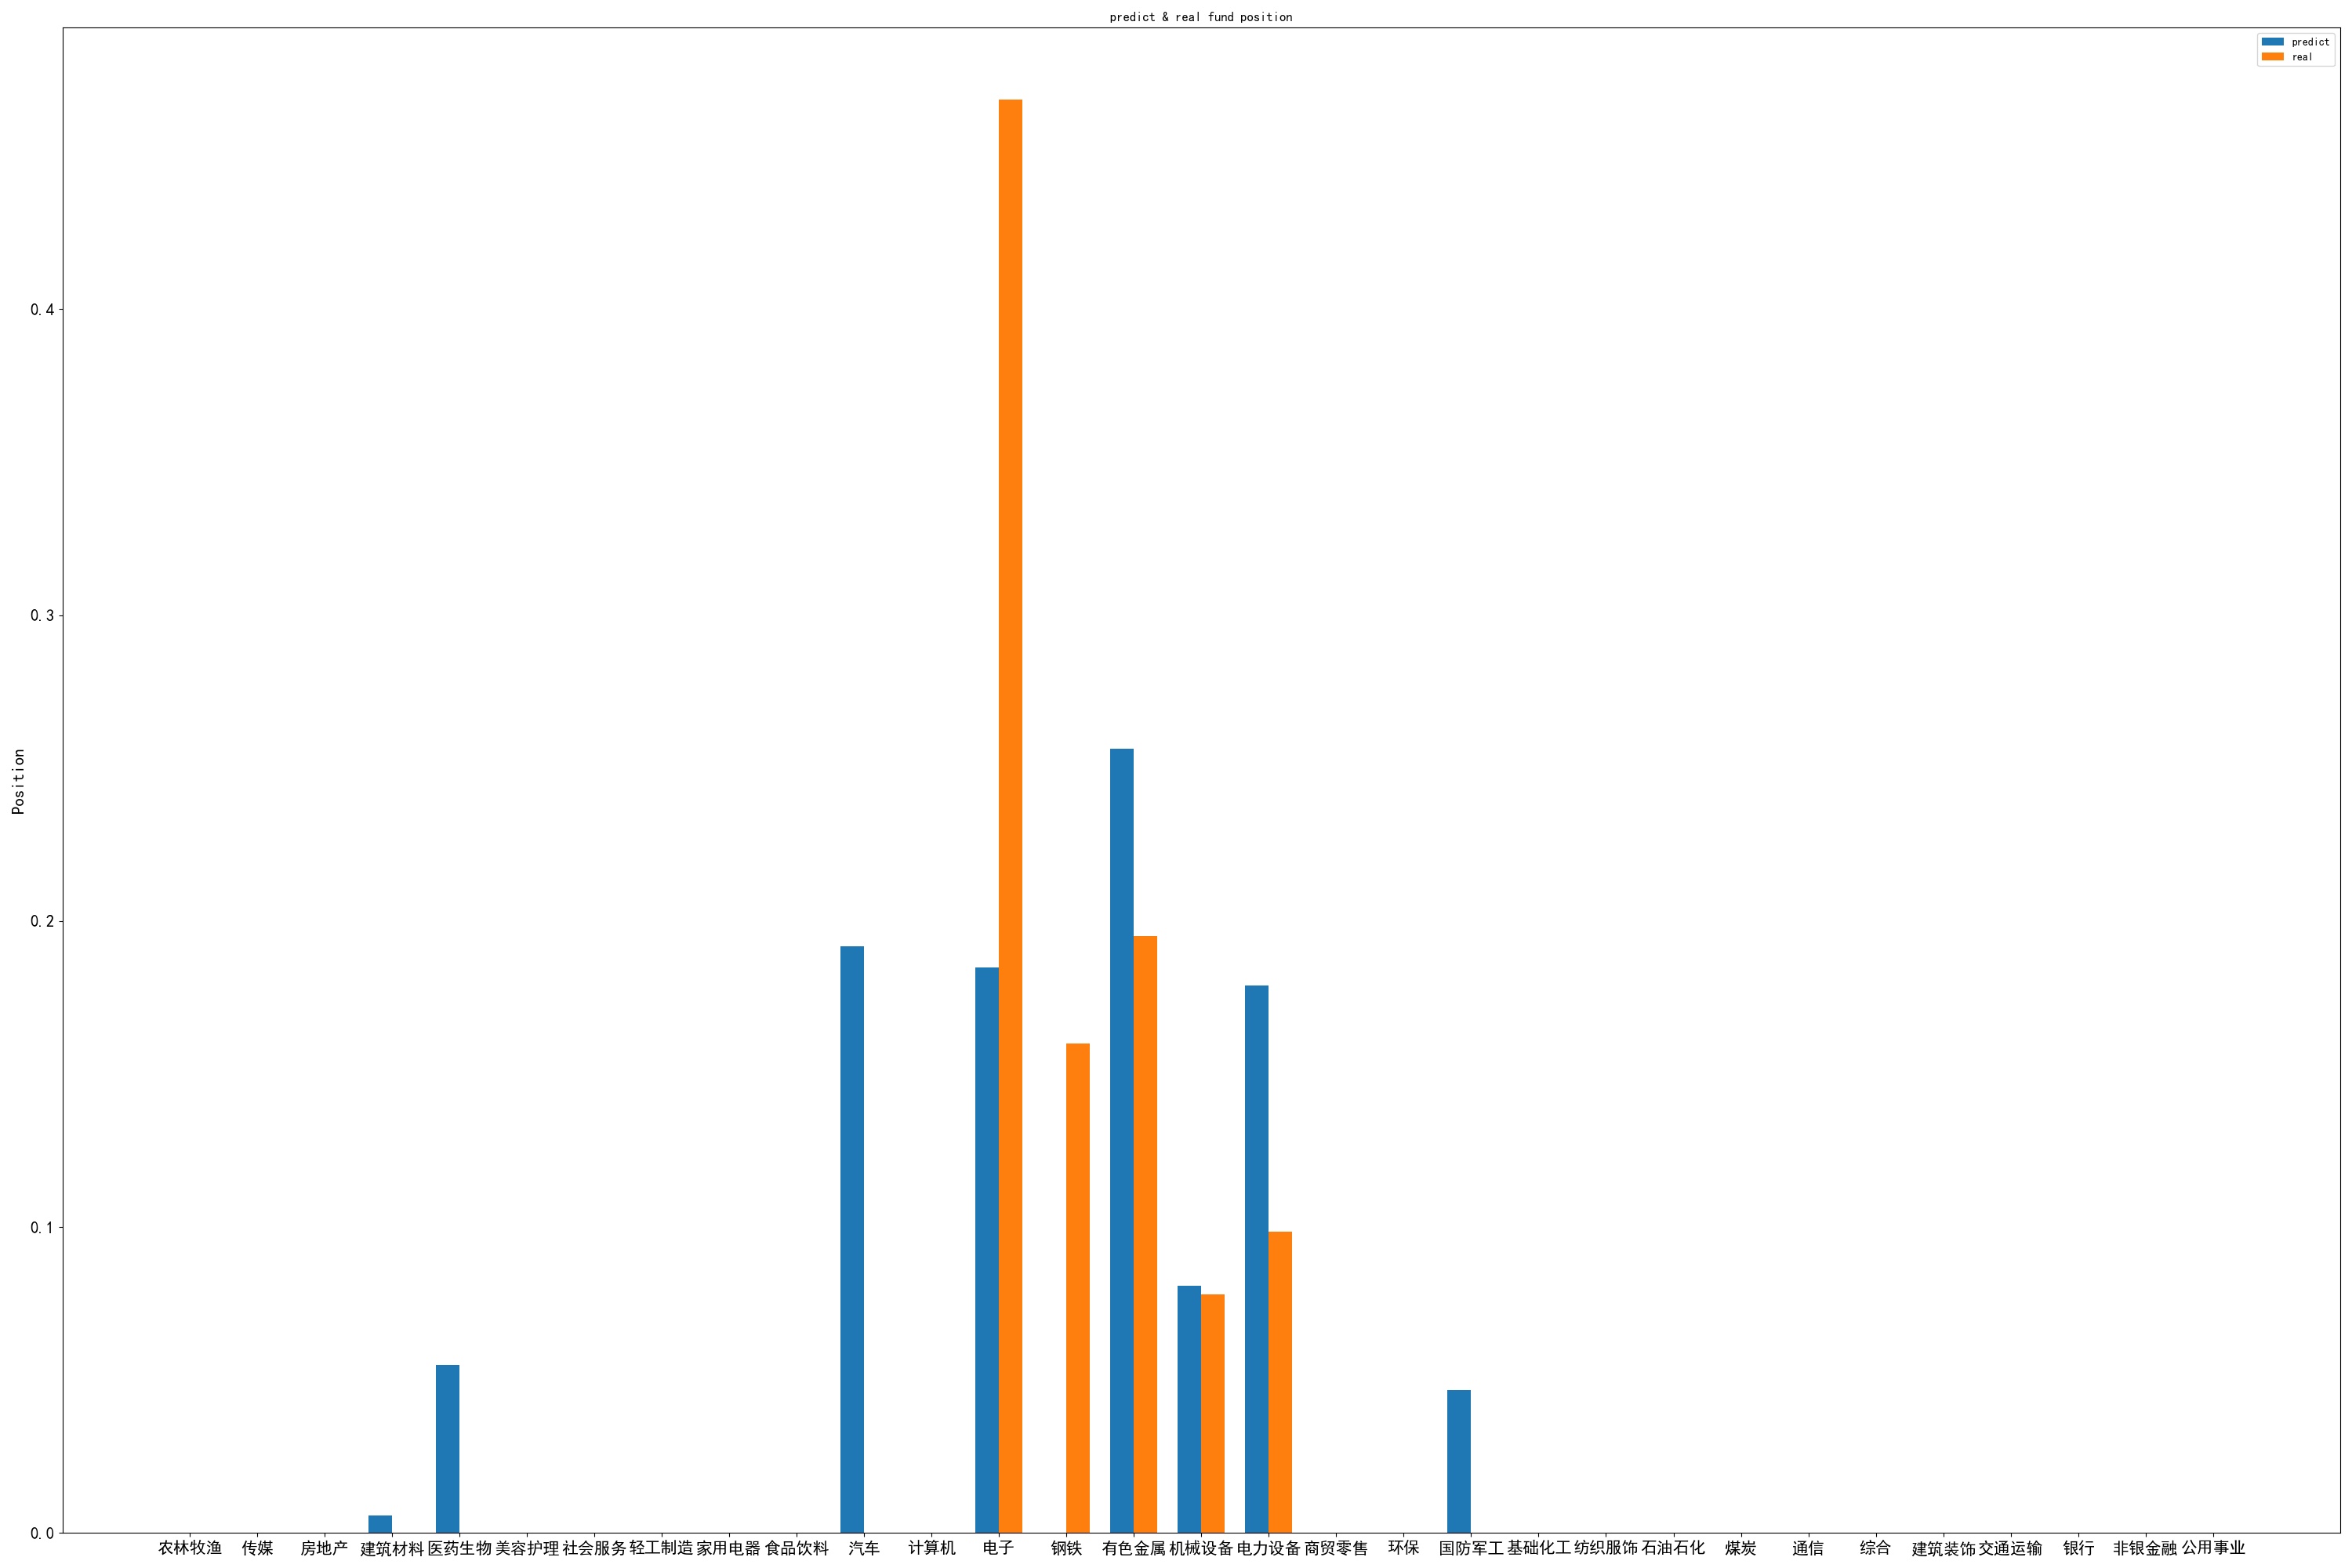 predict & real fund position
predict
real
0.4
0.3
0.2
0.1
0.0
Position
农林牧渔 传媒 房地产 建筑材料 医药生物 美容护理 社会服务 轻工制造 家用电器 食品饮料 汽车 计算机 电子 钢铁 有色金属 机械设备 电力设备 商贸零售 环保 国防军工 基础化工 纺织服饰 石油石化 煤炭 通信 综合 建筑装饰 交通运输 银行 非银金融 公用事业